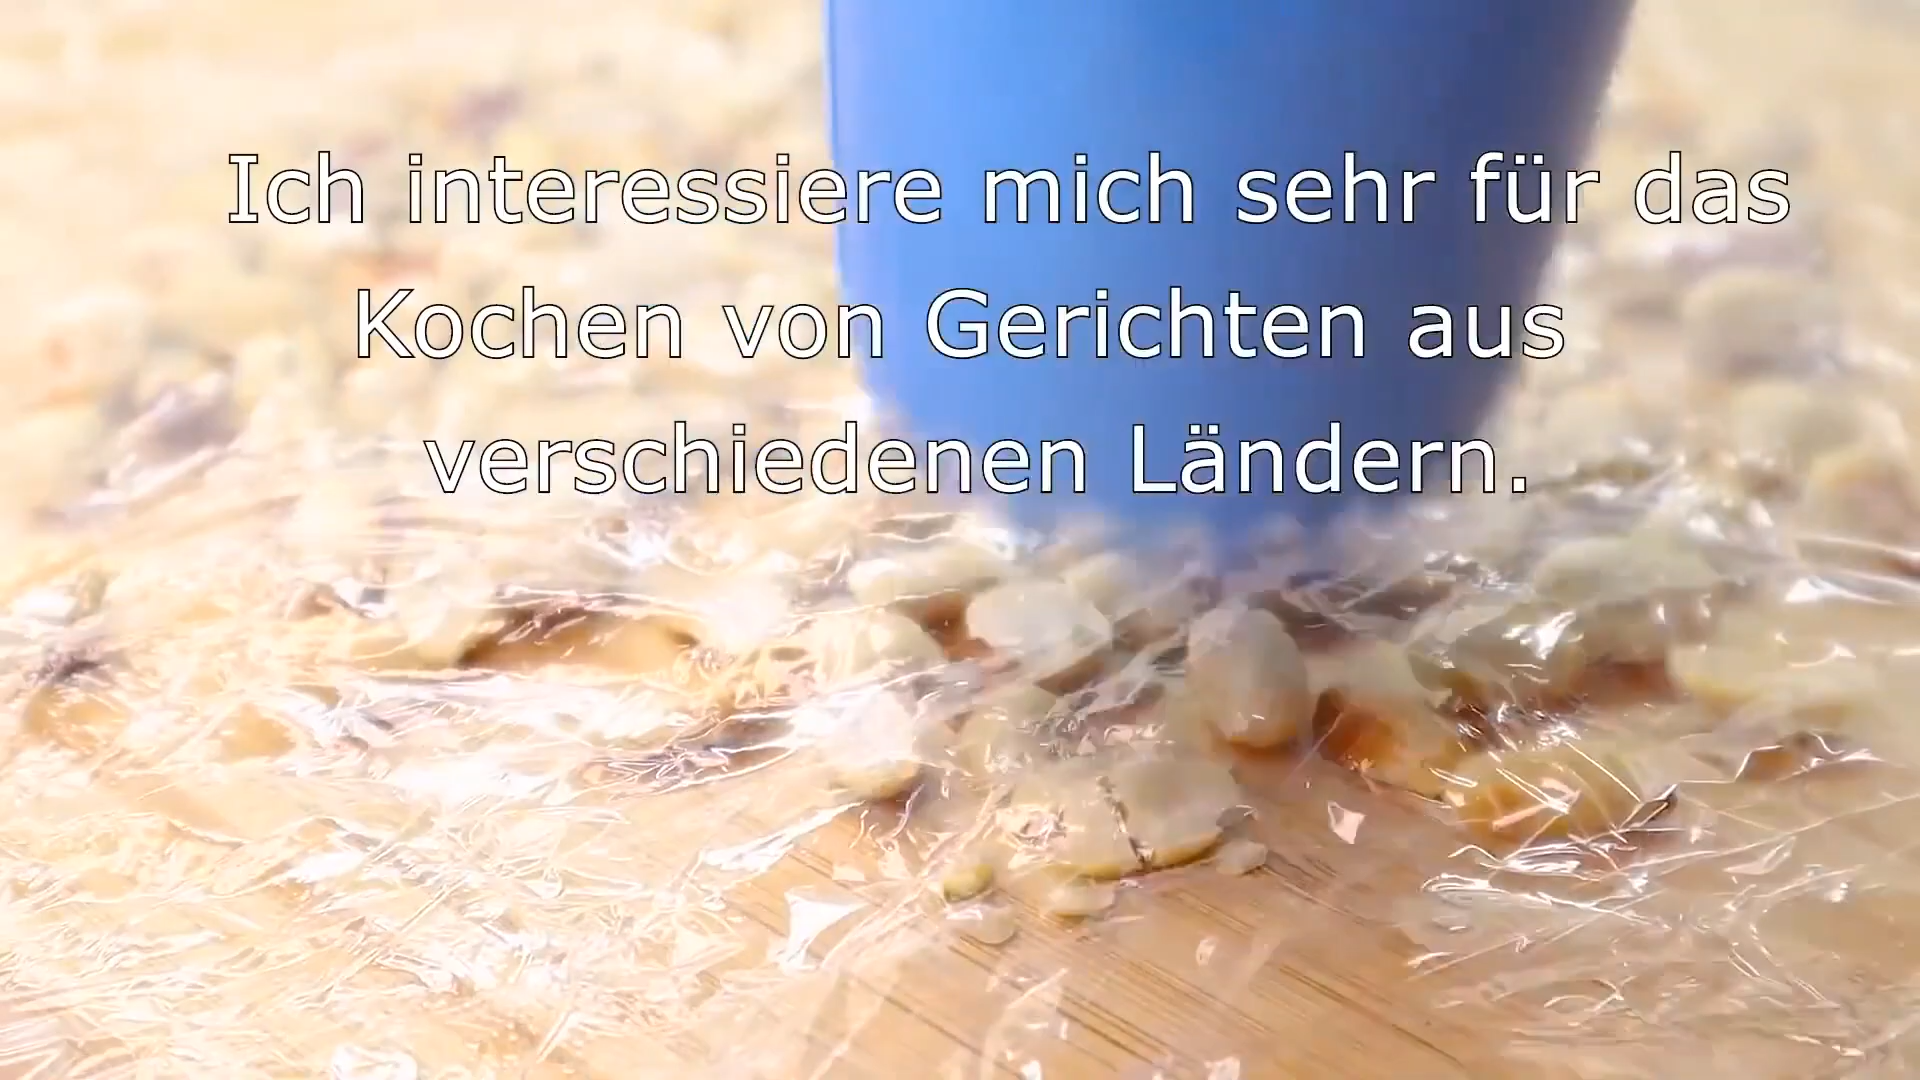 Ich interessiere mich sehr für das
Kochen von Gerichten aus
verschiedenen Ländern.